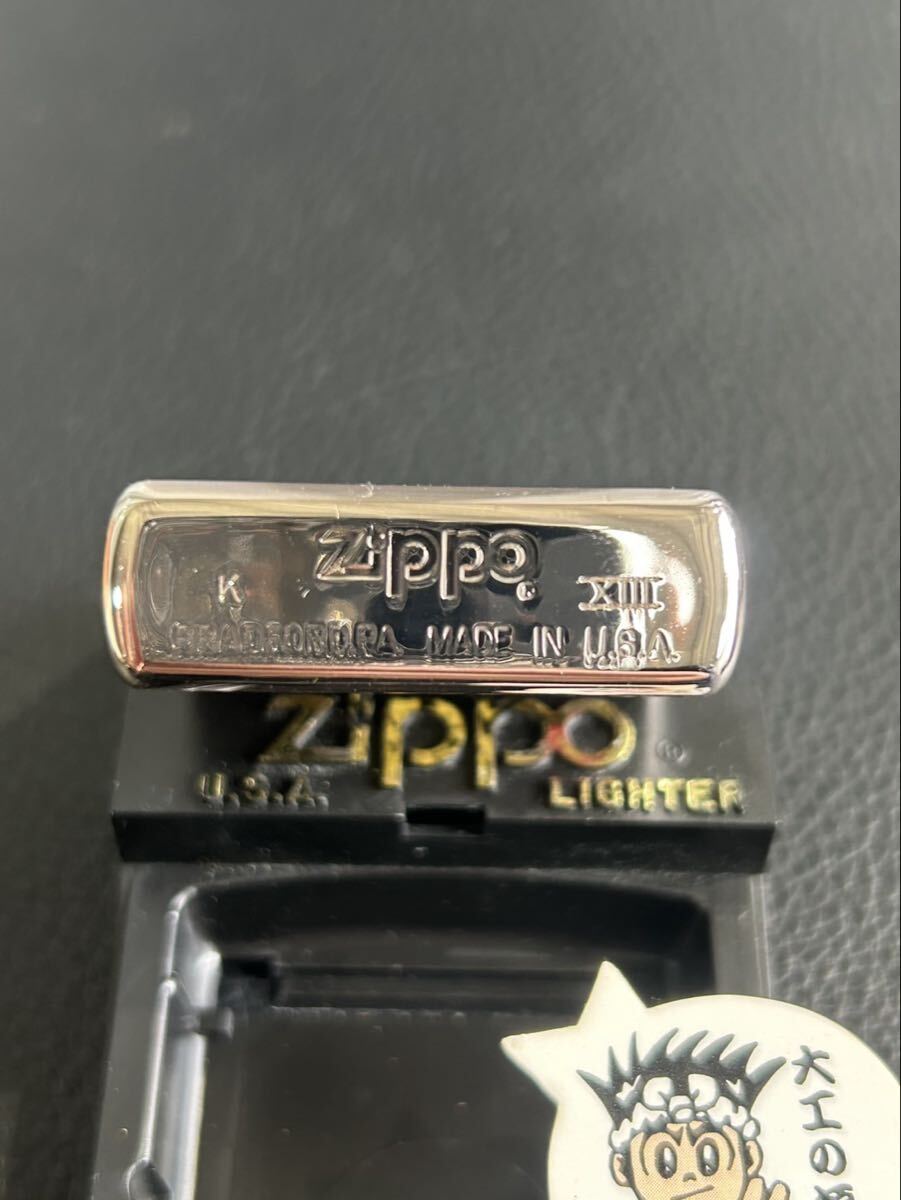 Zippo
K XIII
BRADFORD,PA. MADE IN U.S.A.
Zippo ®
U.S.A. LIGHTER
大工の